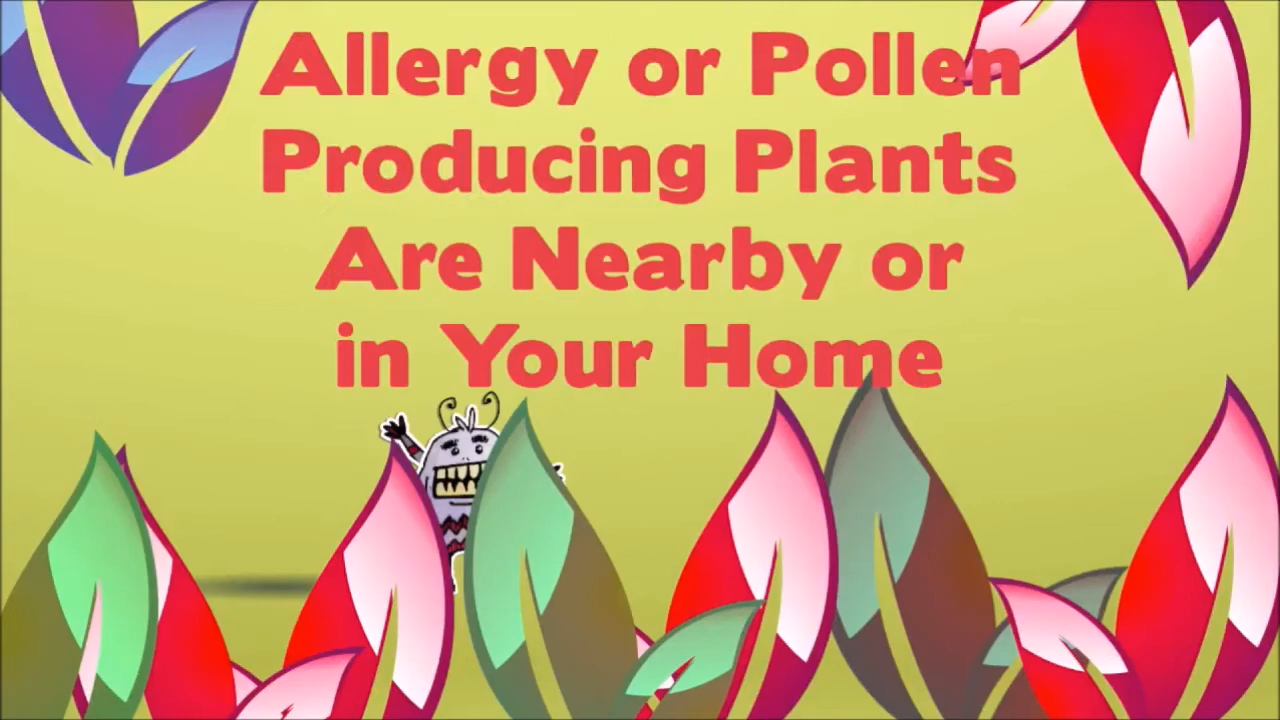 Allergy or Pollen
Producing Plants
Are Nearby or
in Your Home